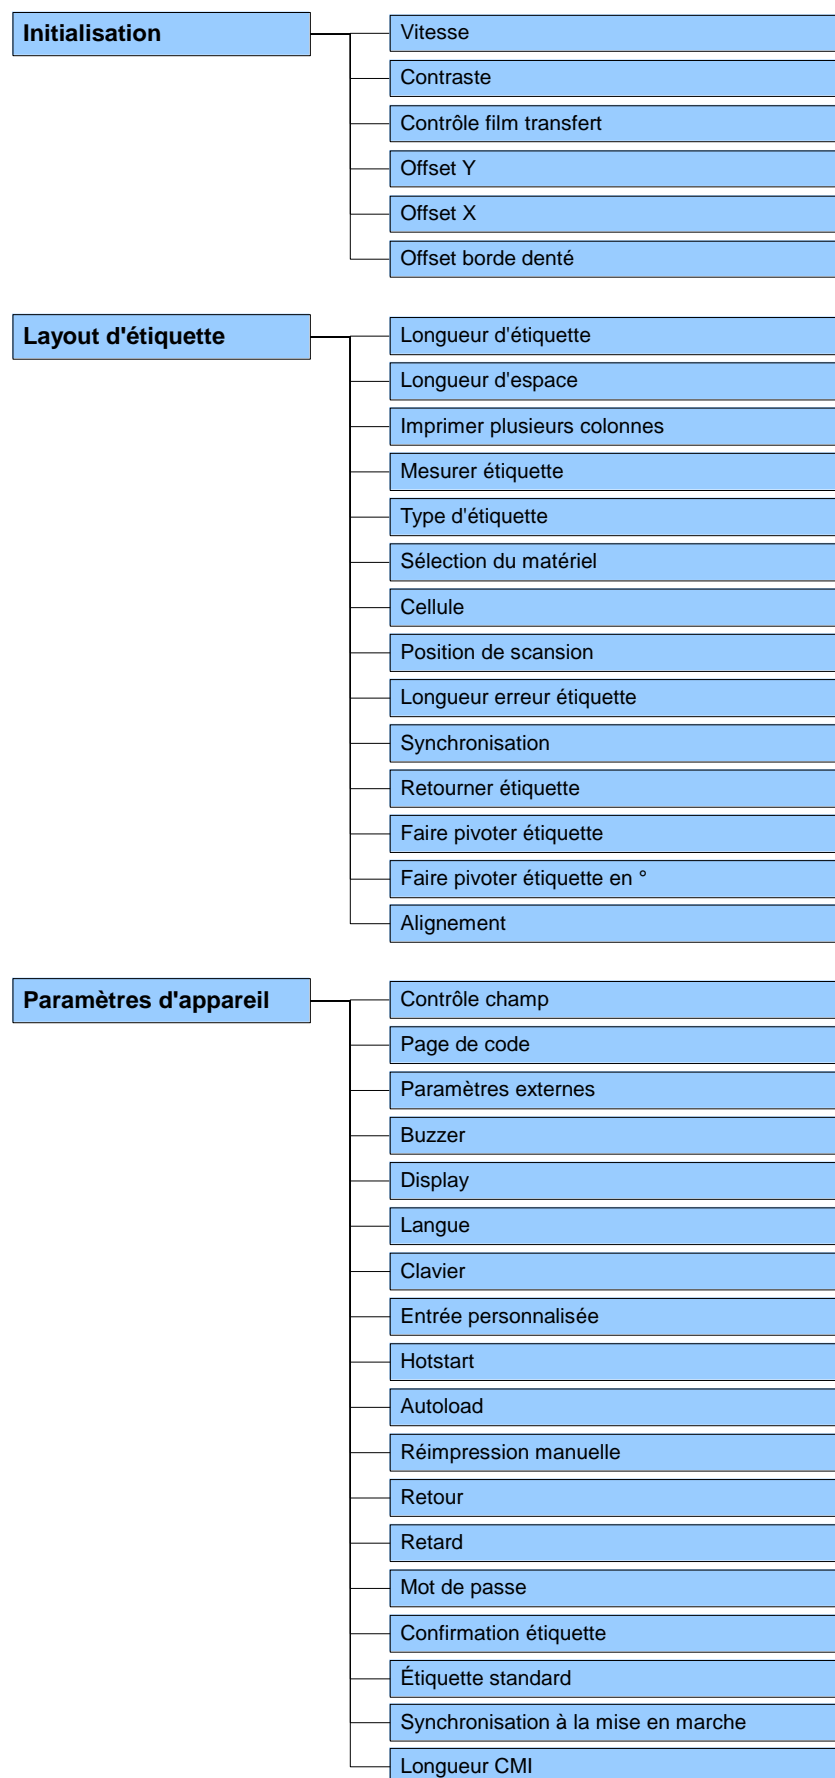 Initialisation
Vitesse
Contraste
Contrôle film transfert
Offset Y
Offset X
Offset borde denté
Layout d'étiquette
Longueur d'étiquette
Longueur d'espace
Imprimer plusieurs colonnes
Mesurer étiquette
Type d'étiquette
Sélection du matériel
Cellule
Position de scansion
Longueur erreur étiquette
Synchronisation
Retourner étiquette
Faire pivoter étiquette
Faire pivoter étiquette en °
Alignement
Paramètres d'appareil
Contrôle champ
Page de code
Paramètres externes
Buzzer
Display
Langue
Clavier
Entrée personnalisée
Hotstart
Autoload
Réimpression manuelle
Retour
Retard
Mot de passe
Confirmation étiquette
Étiquette standard
Synchronisation à la mise en marche
Longueur CMI